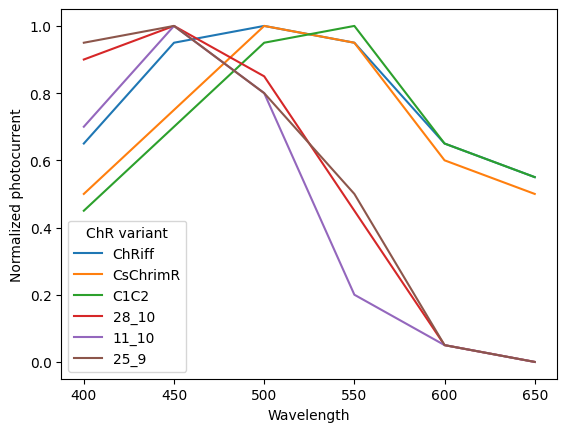 1.0
0.8
0.6
0.4
0.2
0.0
Normalized photocurrent
ChR variant
ChRiff
CsChrimR
C1C2
28_10
11_10
25_9
400 450 500 550 600 650
Wavelength